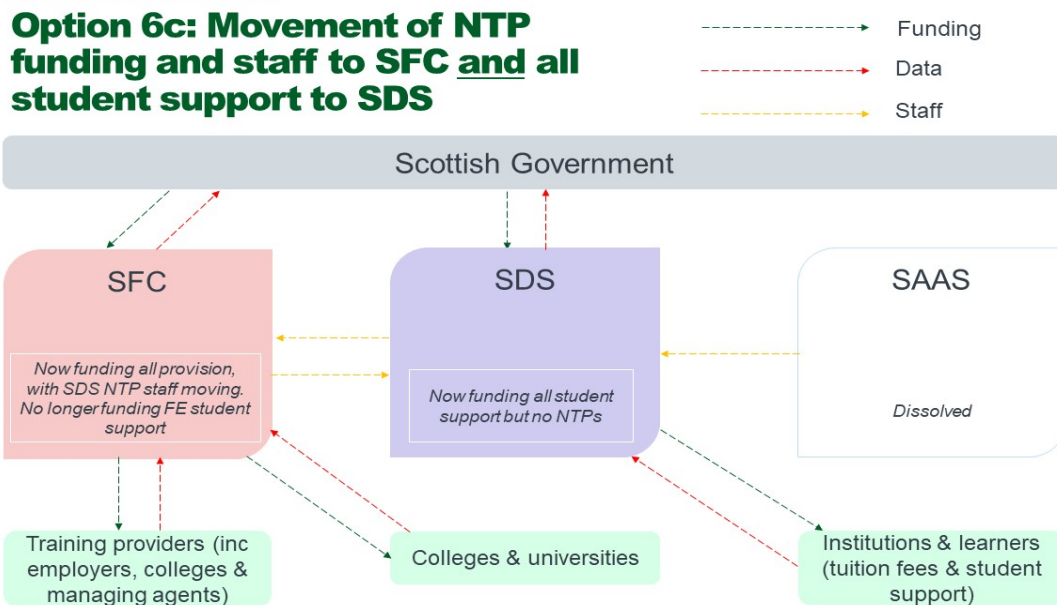 Option 6c: Movement of NTP
funding and staff to SFC and all
student support to SDS
Funding
Data
Staff
Scottish Government
SFC
Now funding all provision,
with SDS NTP staff moving.
No longer funding FE student
support
SDS
Now funding all student
support but no NTPs
SAAS
Dissolved
Training providers (inc
employers, colleges &
managing agents)
Colleges & universities
Institutions & learners
(tuition fees & student
support)